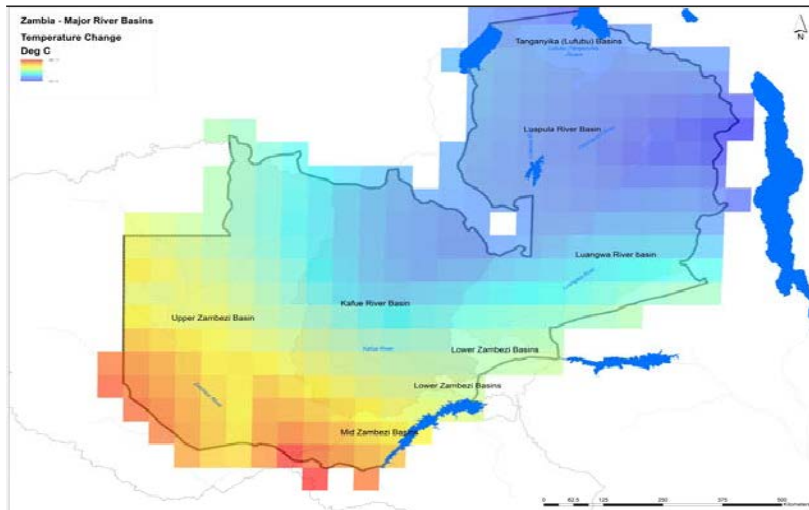 Zambia - Major River Basins
Temperature Change
Deg C
N
Tanganyika (Lufubu) Basins
Luapula River Basin
Luangwa River basin
Kafue River Basin
Upper Zambezi Basin
Kafue River
Lower Zambezi Basins
Lower Zambezi Basins
Mid Zambezi Basins
0 62.5 125 250 375 500
Kilometers